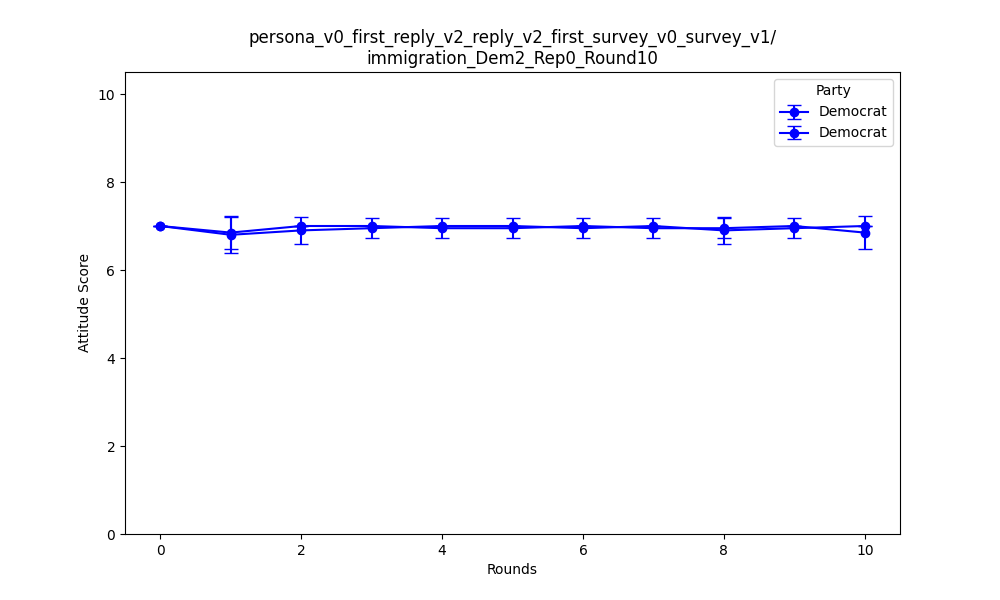 persona_v0_first_reply_v2_reply_v2_first_survey_v0_survey_v1/
immigration_Dem2_Rep0_Round10
Party
Democrat
Democrat
10
8
6
4
2
0
Attitude Score
0 2 4 6 8 10
Rounds